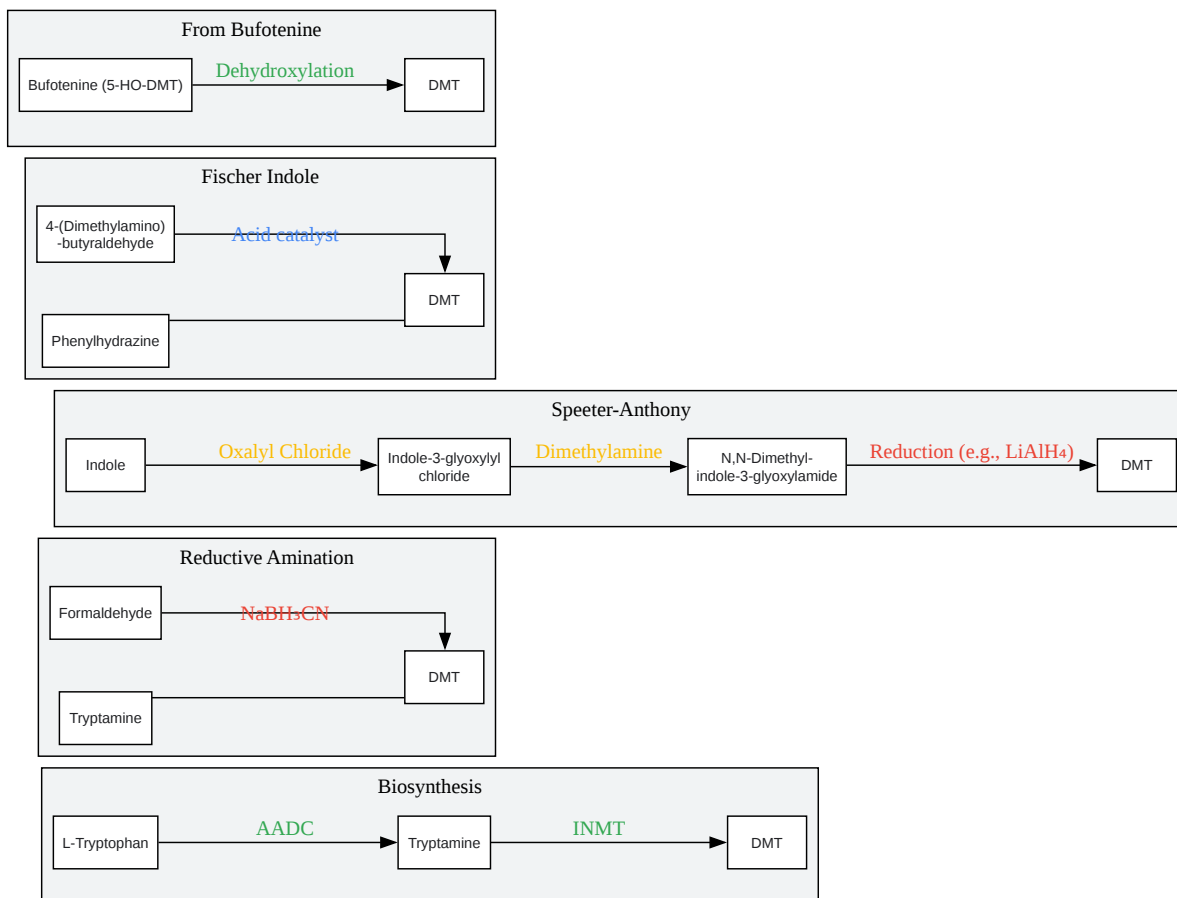 From Bufotenine
Bufotenine (5-HO-DMT)
Dehydroxylation
DMT
Fischer Indole
4-(Dimethylamino)
-butyraldehyde
Acid catalyst
DMT
Phenylhydrazine
Speeter-Anthony
Indole
Oxalyl Chloride
Indole-3-glyoxylyl
chloride
Dimethylamine
N,N-Dimethyl-
indole-3-glyoxylamide
Reduction (e.g., LiAlH₄)
DMT
Reductive Amination
Formaldehyde
NaBH₃CN
DMT
Tryptamine
Biosynthesis
L-Tryptophan
AADC
Tryptamine
INMT
DMT